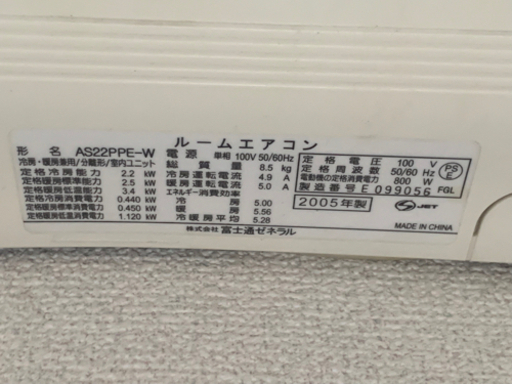 ルームエアコン
形 名 AS22PPE-W
冷房・暖房兼用/分離形/室内ユニット
定格冷房能力 2.2 kW
定格暖房標準能力 2.5 kW
定格暖房低温能力 3.4 kW
定格冷房消費電力 0.440 kW
定格暖房標準消費電力 0.450 kW
定格暖房低温消費電力 1.120 kW
電源 単相 100V 50/60Hz
総質量 8.5 kg
冷房運転電流 4.9 A
暖房運転電流 5.0 A
エネルギー消費効率
冷房 5.00
暖房 5.56
冷暖房平均 5.28
定格電圧 100 V
定格周波数 50/60 Hz
電動機の定格消費電力 800 W
製造番号 E 099056
PS
E
FGL
2005年製
S JET
MADE IN CHINA
株式会社 富士通ゼネラル